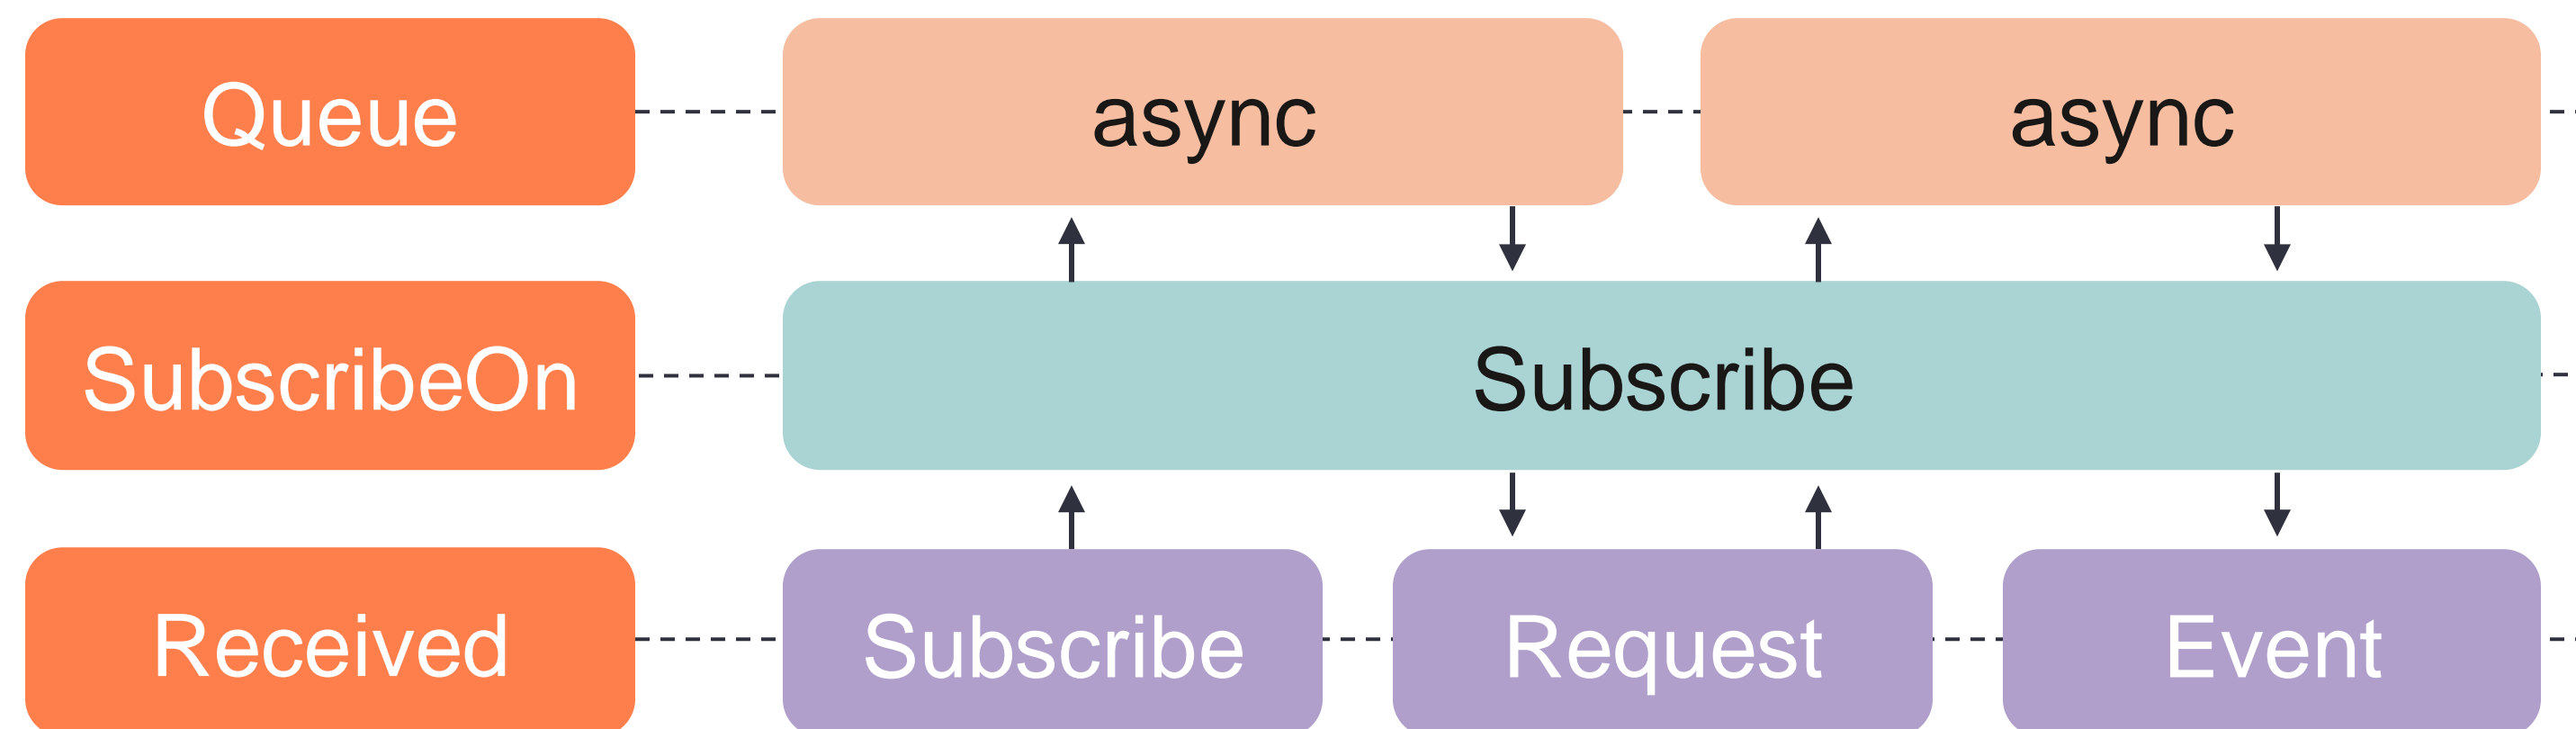 Queue
async
async
SubscribeOn
Subscribe
Received
Subscribe
Request
Event